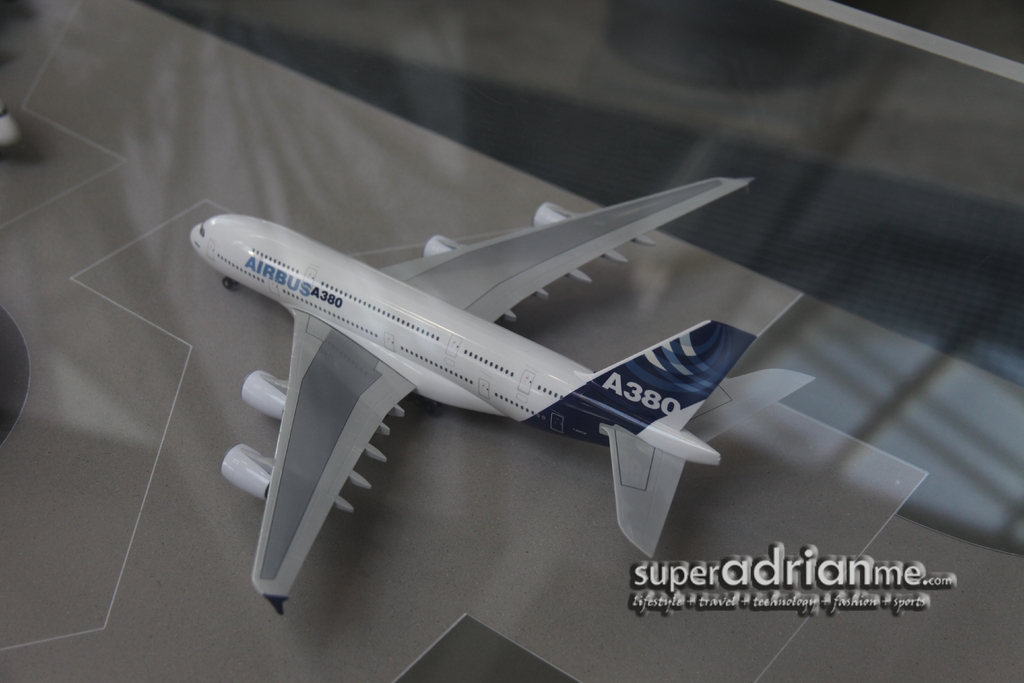 AIRBUS A380
A380
superadrianme.com
lifestyle + travel + technology + fashion + sports